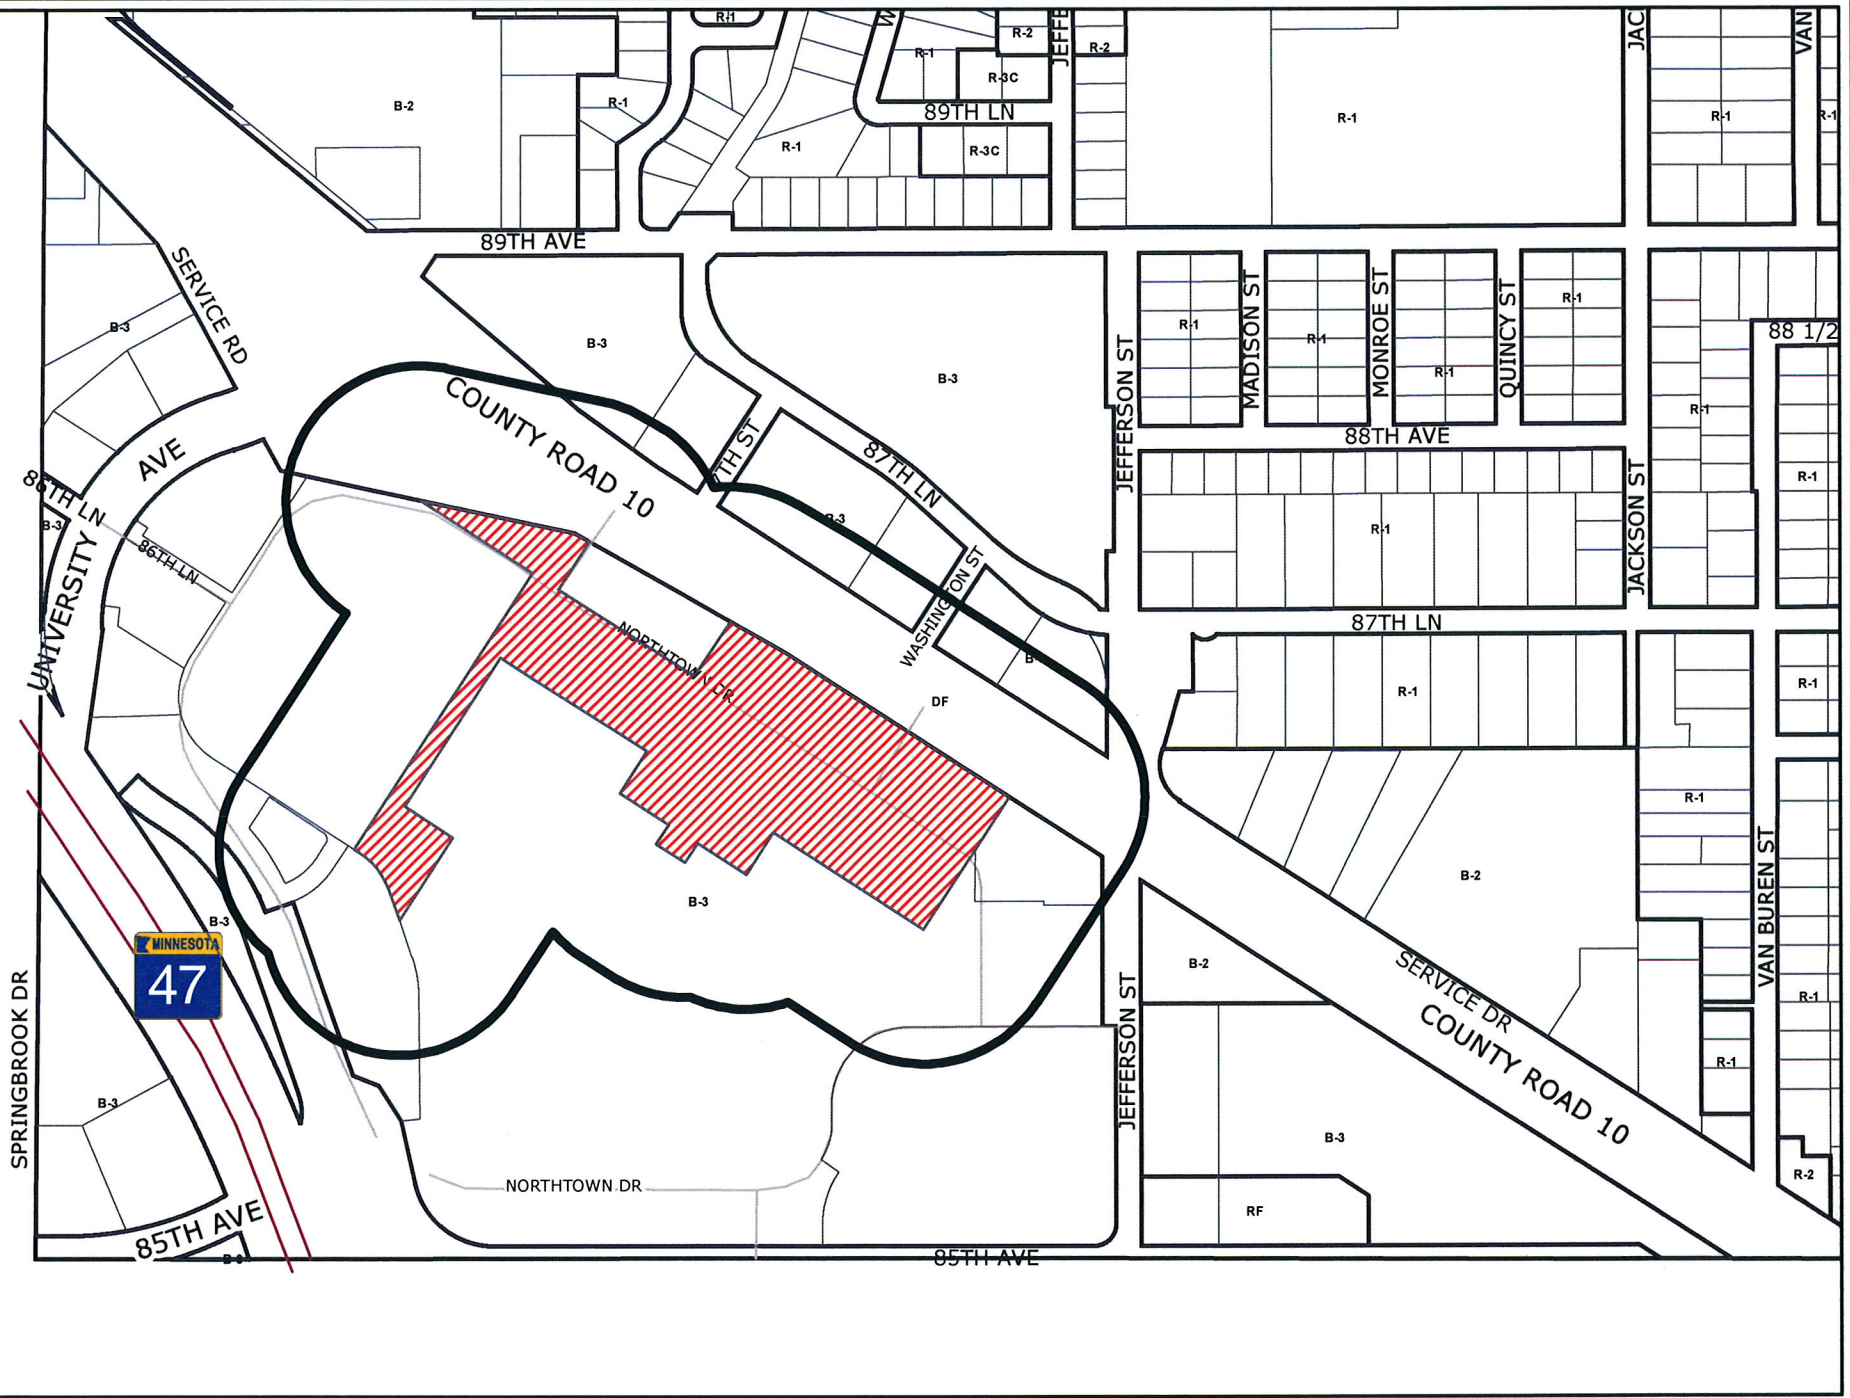 R-1
W
R-2
JEFFE
R-2
JAC
VAN
R-1
R-3C
B-2
R-1
89TH LN
R-1
R-1
R-1
R-1
R-3C
89TH AVE
SERVICE RD
B-3
B-3
B-3
R-1
MADISON ST
R-1
MONROE ST
R-1
QUINCY ST
R-1
88 1/2
JEFFERSON ST
R-1
COUNTY ROAD 10
7TH ST
87TH LN
88TH AVE
AVE
86TH LN
B-3
86TH LN
UNIVERSITY
B-3
R-1
JACKSON ST
R-1
WASHINGTON ST
NORTHTOWN DR
87TH LN
B-
DF
R-1
R-1
R-1
B-3
B-3
B-2
VAN BUREN ST
MINNESOTA
47
B-2
SERVICE DR
COUNTY ROAD 10
R-1
R-1
SPRINGBROOK DR
B-3
JEFFERSON ST
B-3
R-2
NORTHTOWN DR
RF
85TH AVE
85TH AVE